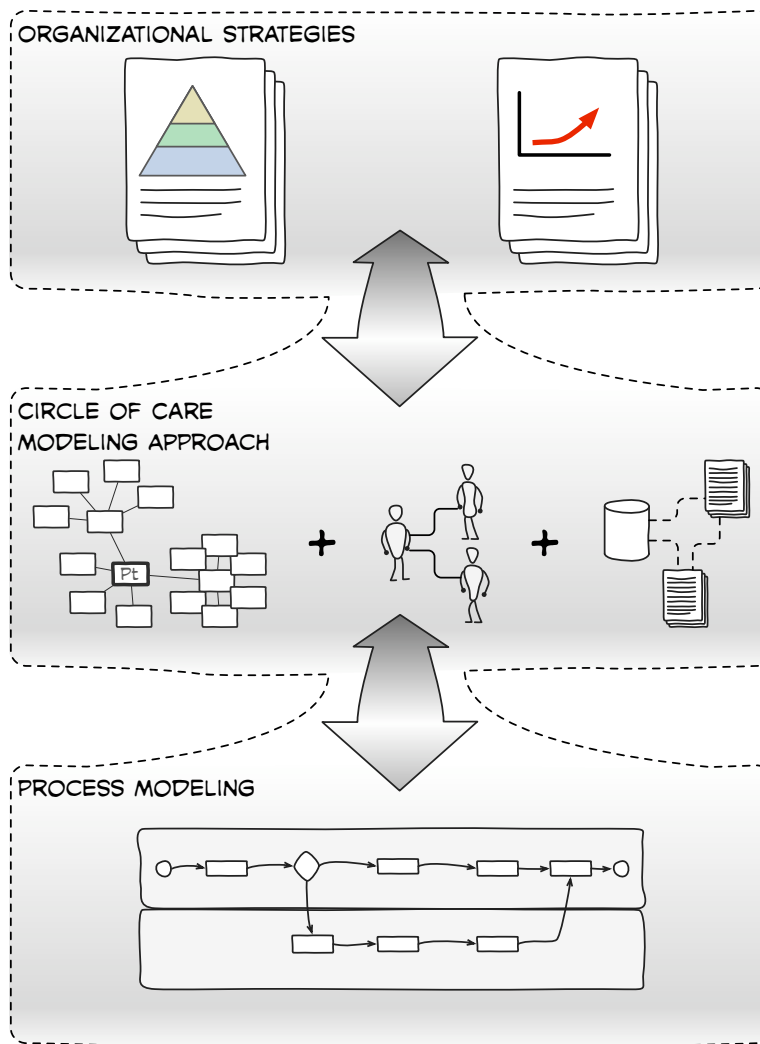 ORGANIZATIONAL STRATEGIES
CIRCLE OF CARE
MODELING APPROACH
Pt
PROCESS MODELING